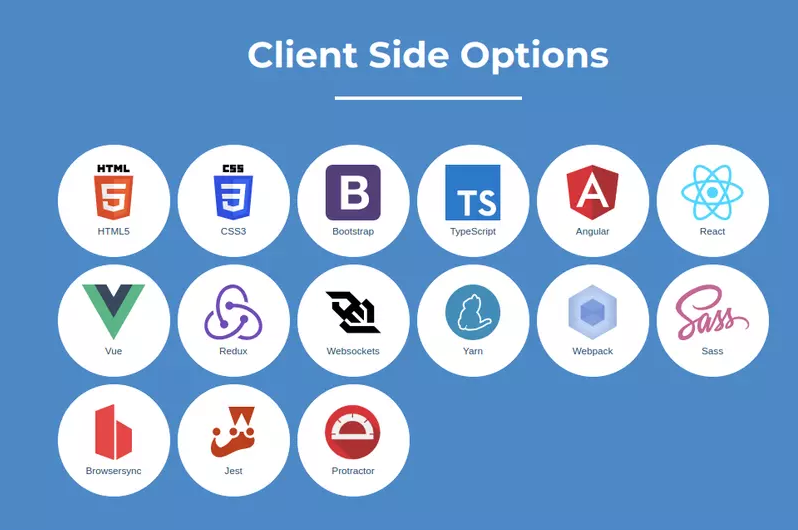 Client Side Options
HTML CSS B TS A
HTML5 CSS3 Bootstrap TypeScript Angular React
Sass
Vue Redux Websockets Yarn Webpack Sass
Browsersync Jest Protractor